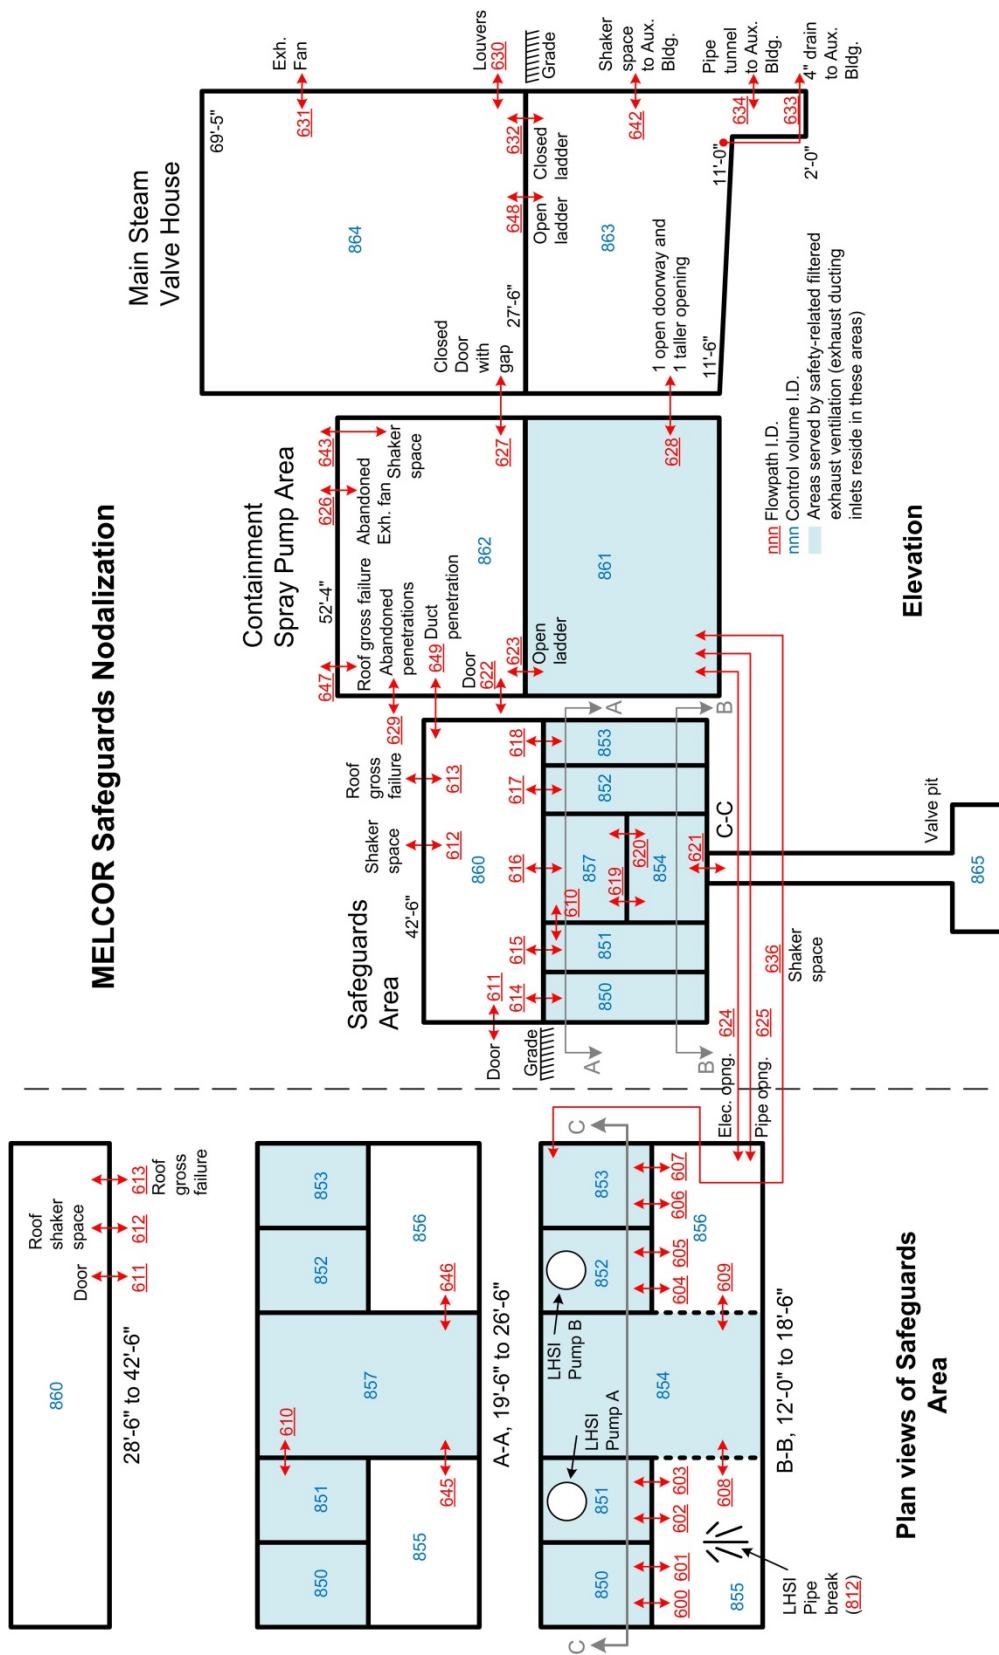 MELCOR Safeguards Nodalization
860
28'-6" to 42'-6"
Door
611
Roof
shaker
space
612
613
Roof
gross
failure
850
851
610
857
852
853
855
645
646
856
A-A, 19'-6" to 26'-6"
C
C
850
851
LHSI
Pump A
LHSI
Pump B
852
853
854
600
601
602
603
604
605
606
607
855
608
609
856
LHSI
Pipe
break
(812)
B-B, 12'-0" to 18'-6"
Plan views of Safeguards
Area
Safeguards
Area
42'-6"
Shaker
space
612
Roof
gross
failure
613
860
Door
611
Grade
614
615
616
617
618
A
A
850
851
610
857
619
620
854
852
853
B
B
621
C-C
Valve pit
865
Elec. opng.
624
Pipe opng.
625
636
Shaker
space
Containment
Spray Pump Area
52'-4"
647
Roof gross failure
626
Abandoned
Exh. fan
643
Shaker
space
Abandoned
penetrations
629
649
Duct
penetration
Door
622
623
Open
ladder
862
861
627
Closed
Door
with
gap
628
1 open doorway and
1 taller opening
Main Steam
Valve House
69'-5"
864
Exh.
Fan
631
Louvers
630
27'-6"
648
Open
ladder
632
Closed
ladder
Grade
863
Shaker
space
to Aux.
Bldg.
642
11'-6"
11'-0"
2'-0"
Pipe
tunnel
to Aux.
Bldg.
634
633
4" drain
to Aux.
Bldg.
nnn Flowpath I.D.
nnn Control volume I.D.
Areas served by safety-related filtered
exhaust ventilation (exhaust ducting
inlets reside in these areas)
Elevation